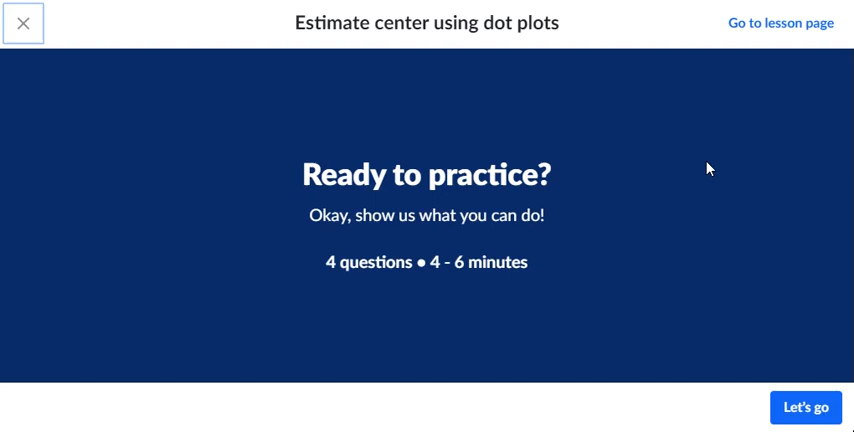 Estimate center using dot plots
Go to lesson page
Ready to practice?
Okay, show us what you can do!
4 questions • 4 - 6 minutes
Let's go